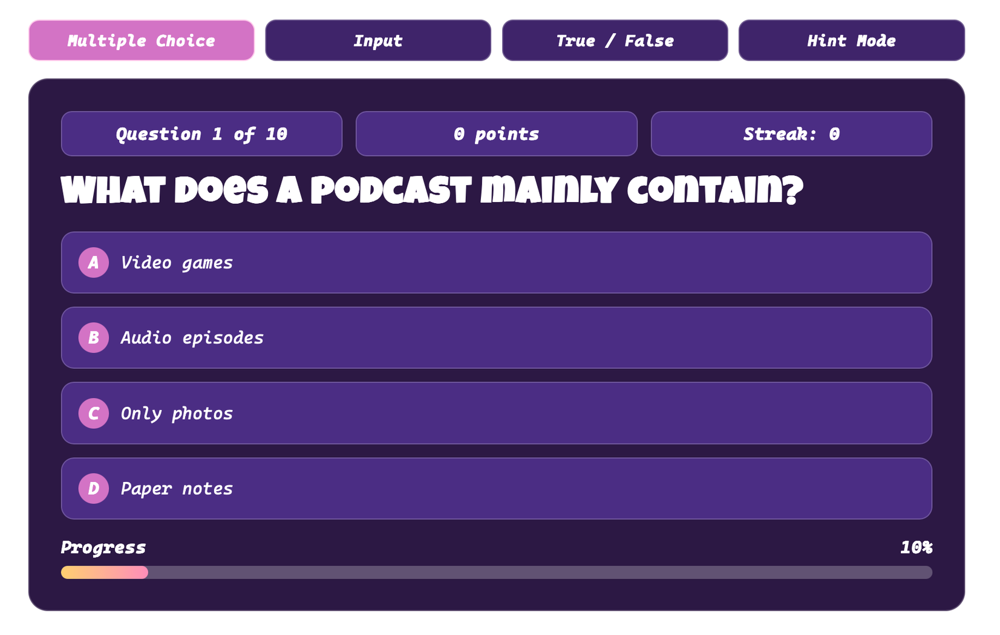 Multiple Choice
Input
True / False
Hint Mode
Question 1 of 10
0 points
Streak: 0
WHAT DOES A PODCAST MAINLY CONTAIN?
A Video games
B Audio episodes
C Only photos
D Paper notes
Progress 10%